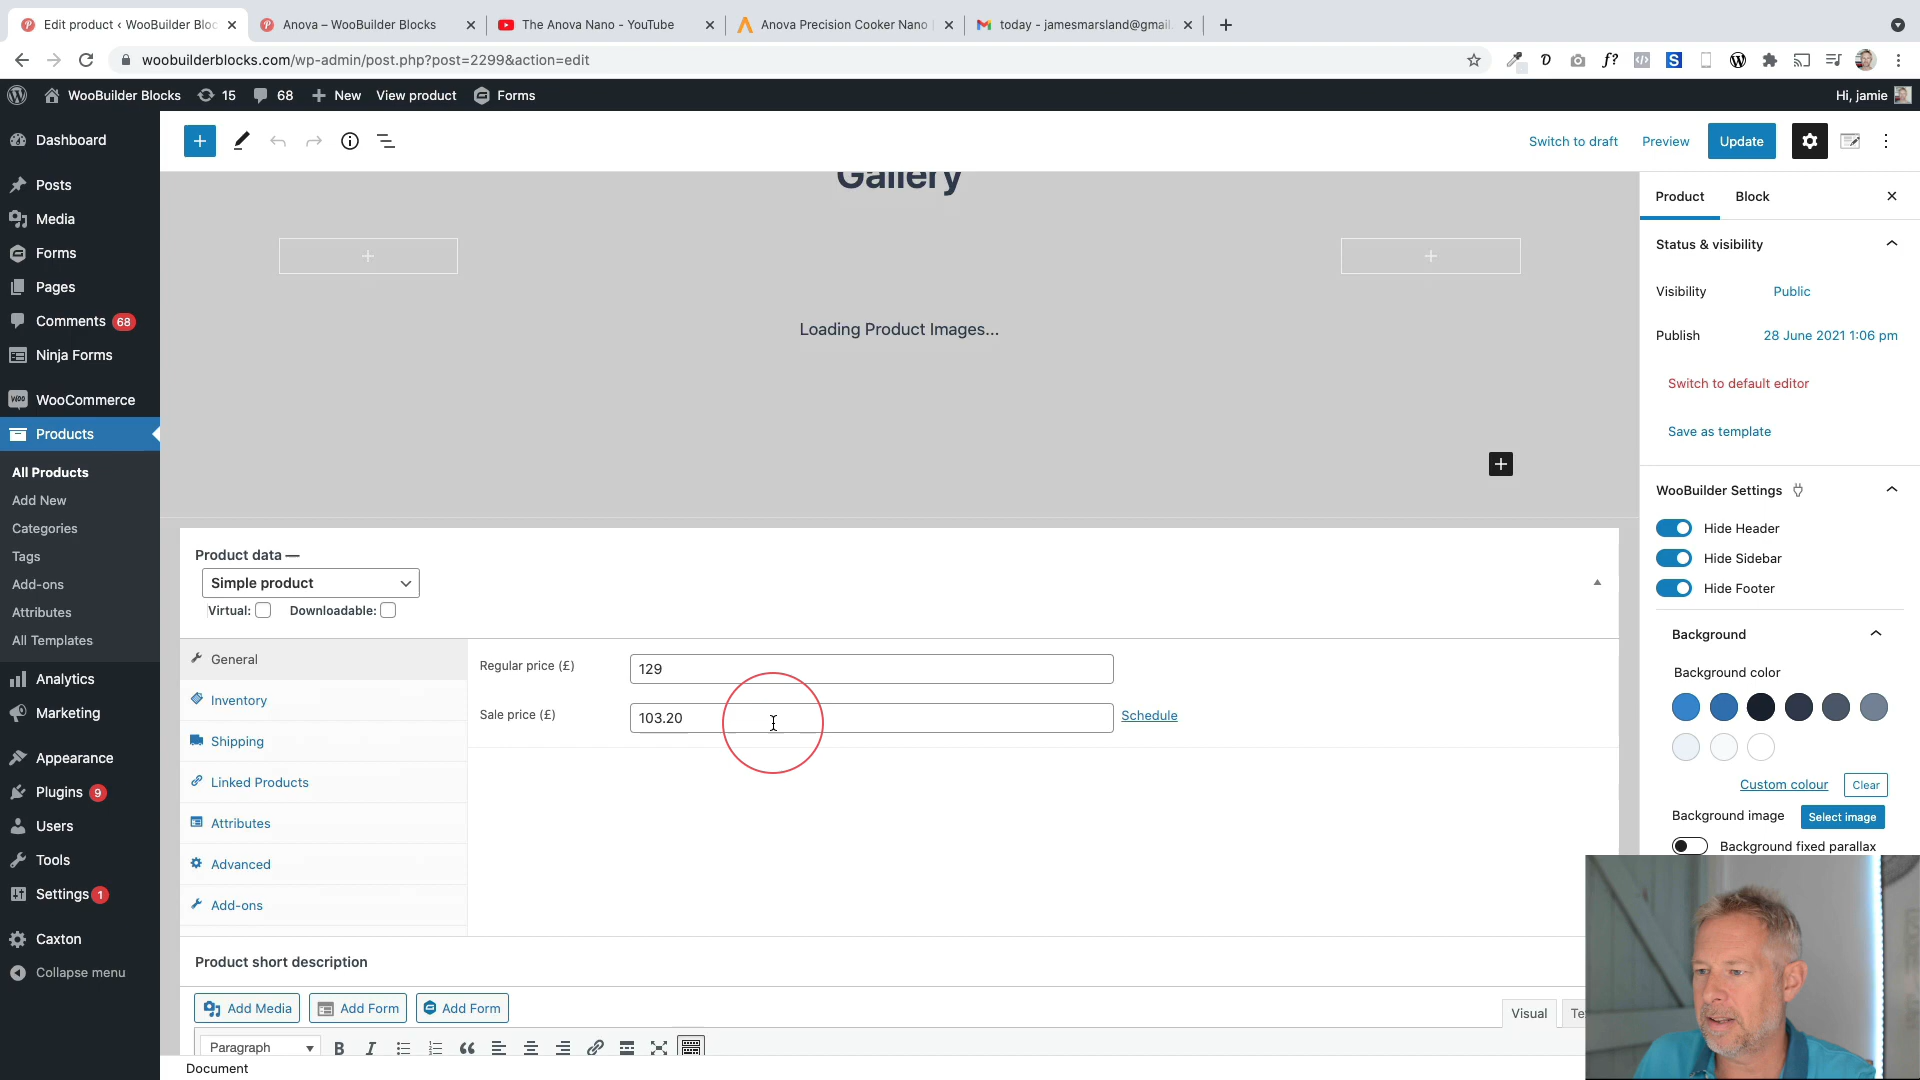 Edit product ‹ WooBuilder Bloc
Anova – WooBuilder Blocks
The Anova Nano - YouTube
Anova Precision Cooker Nano
today - jamesmarsland@gmail.
woobuilderblocks.com/wp-admin/post.php?post=2299&action=edit
WooBuilder Blocks
15
68
New
View product
Forms
Hi, jamie
Dashboard
Posts
Media
Forms
Pages
Comments 68
Ninja Forms
WooCommerce
Products
All Products
Add New
Categories
Tags
Add-ons
Attributes
All Templates
Analytics
Marketing
Appearance
Plugins 9
Users
Tools
Settings 1
Caxton
Collapse menu
Switch to draft
Preview
Update
Gallery
Loading Product Images...
Product data —
Simple product
Virtual:
Downloadable:
General
Inventory
Shipping
Linked Products
Attributes
Advanced
Add-ons
Regular price (£)
129
Sale price (£)
103.20
Schedule
Product short description
Add Media
Add Form
Add Form
Visual
Te
Paragraph
B
I
Document
Product
Block
Status & visibility
Visibility
Public
Publish
28 June 2021 1:06 pm
Switch to default editor
Save as template
WooBuilder Settings
Hide Header
Hide Sidebar
Hide Footer
Background
Background color
Custom colour
Clear
Background image
Select image
Background fixed parallax